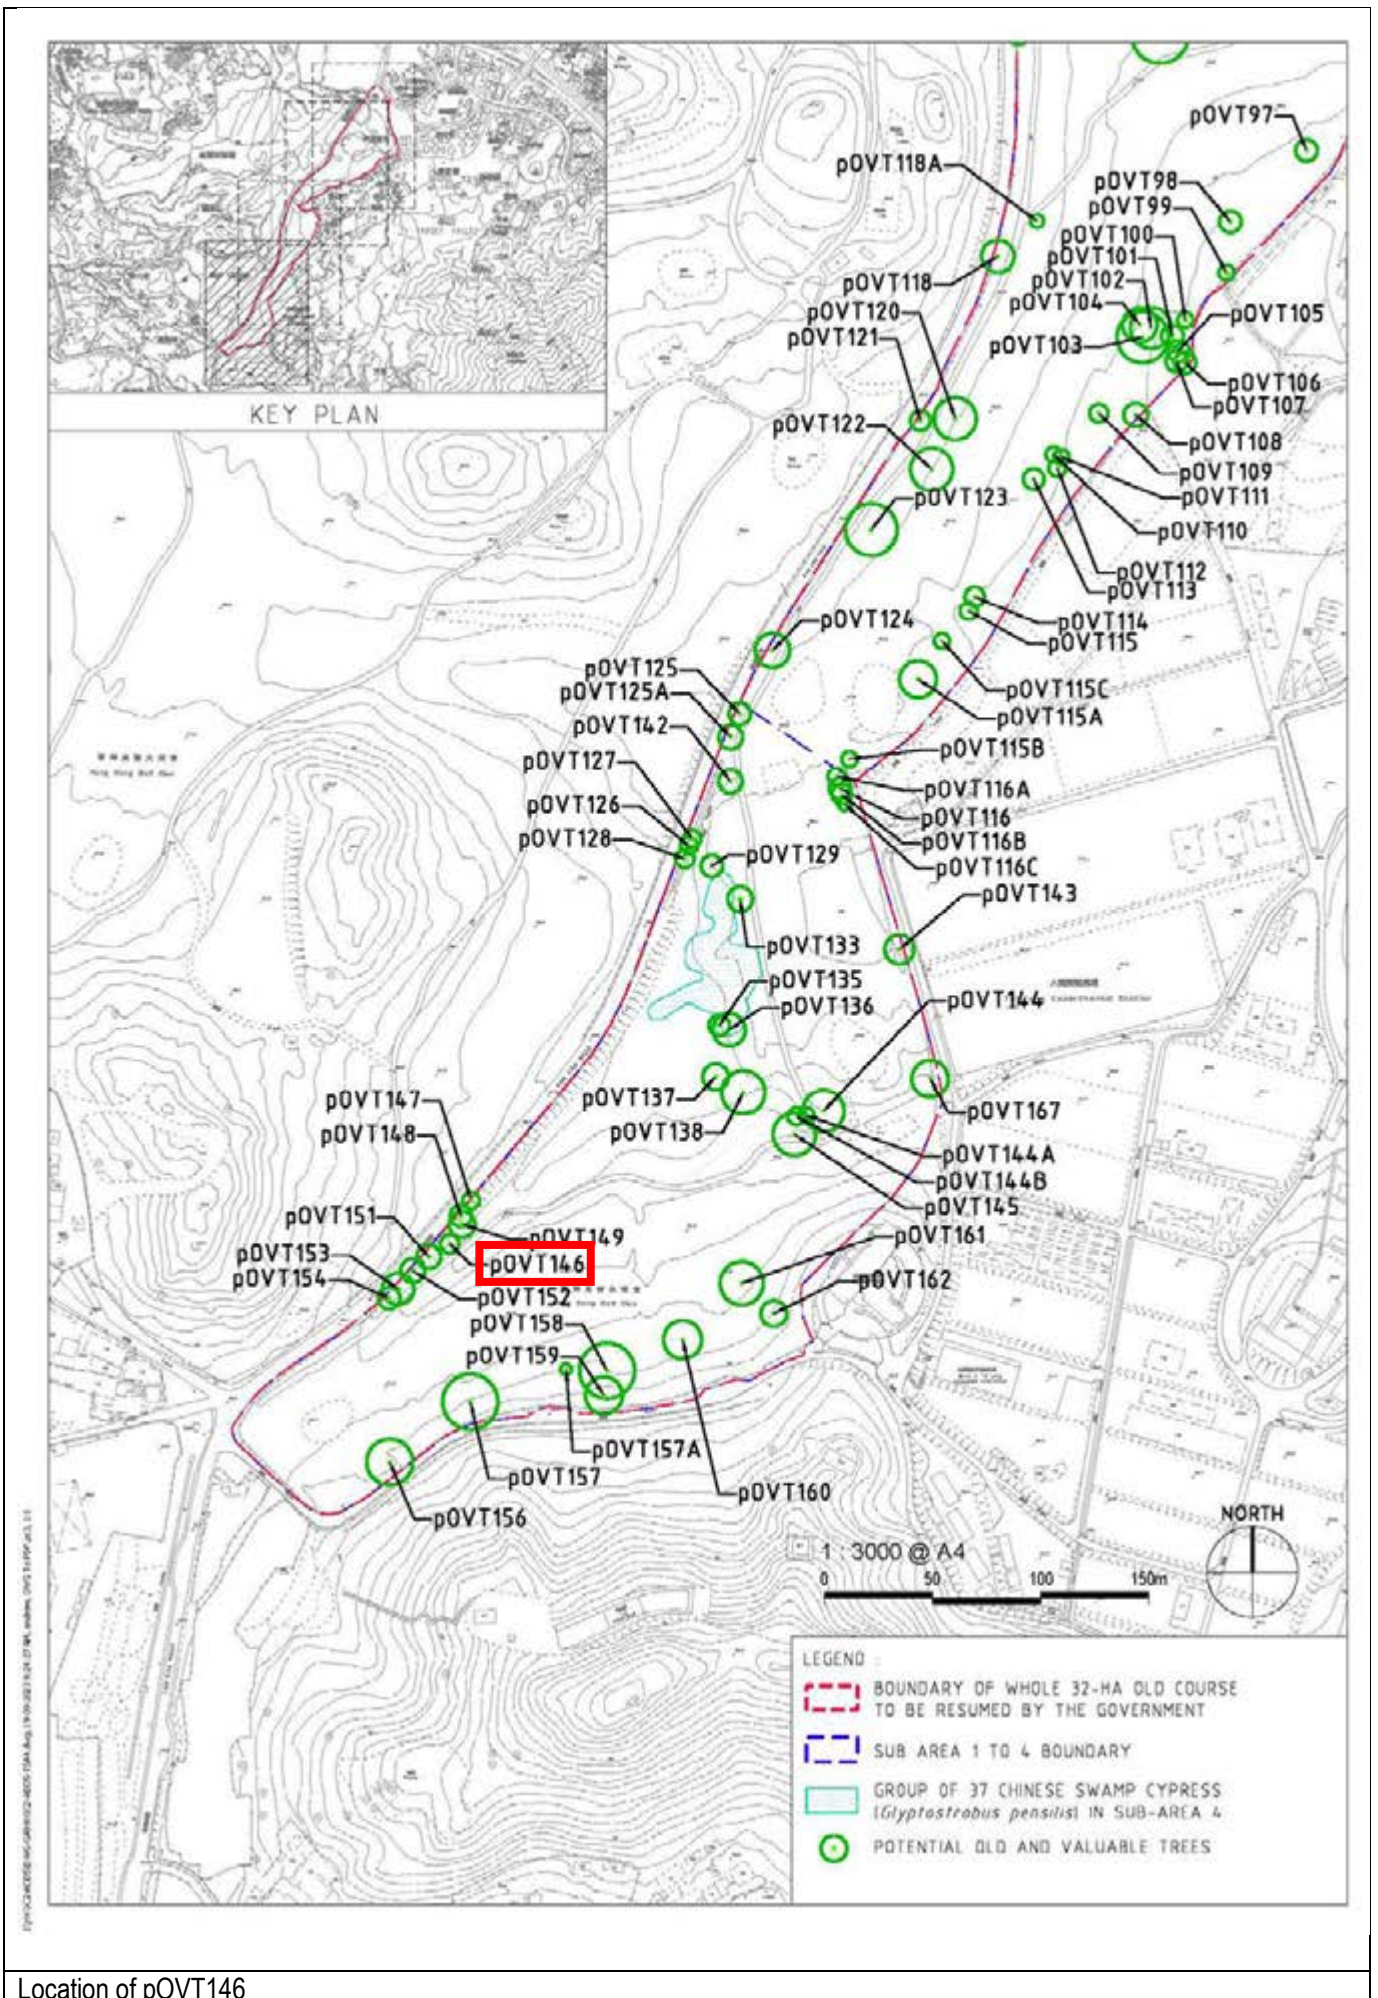 KEY PLAN
pOVT97
pOVT118A
pOVT98
pOVT99
pOVT100
pOVT101
pOVT102
pOVT104
pOVT118
pOVT105
pOVT120
pOVT121
pOVT103
pOVT106
pOVT107
pOVT122
pOVT108
pOVT109
pOVT123
pOVT111
pOVT110
pOVT112
pOVT113
pOVT124
pOVT114
pOVT115
pOVT125
pOVT125A
pOVT115C
pOVT142
pOVT115A
pOVT127
pOVT115B
pOVT126
pOVT116A
pOVT128
pOVT116
pOVT129
pOVT116B
pOVT116C
pOVT143
pOVT133
pOVT135
pOVT136
pOVT144
Experimental Station
pOVT147
pOVT137
pOVT167
pOVT148
pOVT138
pOVT144A
pOVT144B
pOVT151
pOVT145
pOVT149
pOVT161
pOVT153
pOVT146
pOVT154
pOVT162
pOVT152
pOVT158
pOVT159
pOVT157A
pOVT157
pOVT160
pOVT156
NORTH
1 : 3000 @ A4
0 50 100 150m
LEGEND :
BOUNDARY OF WHOLE 32-HA OLD COURSE
TO BE RESUMED BY THE GOVERNMENT
SUB AREA 1 TO 4 BOUNDARY
GROUP OF 37 CHINESE SWAMP CYPRESS
(Glyptostrobus pensilis) IN SUB-AREA 4
POTENTIAL OLD AND VALUABLE TREES
Location of pOVT146